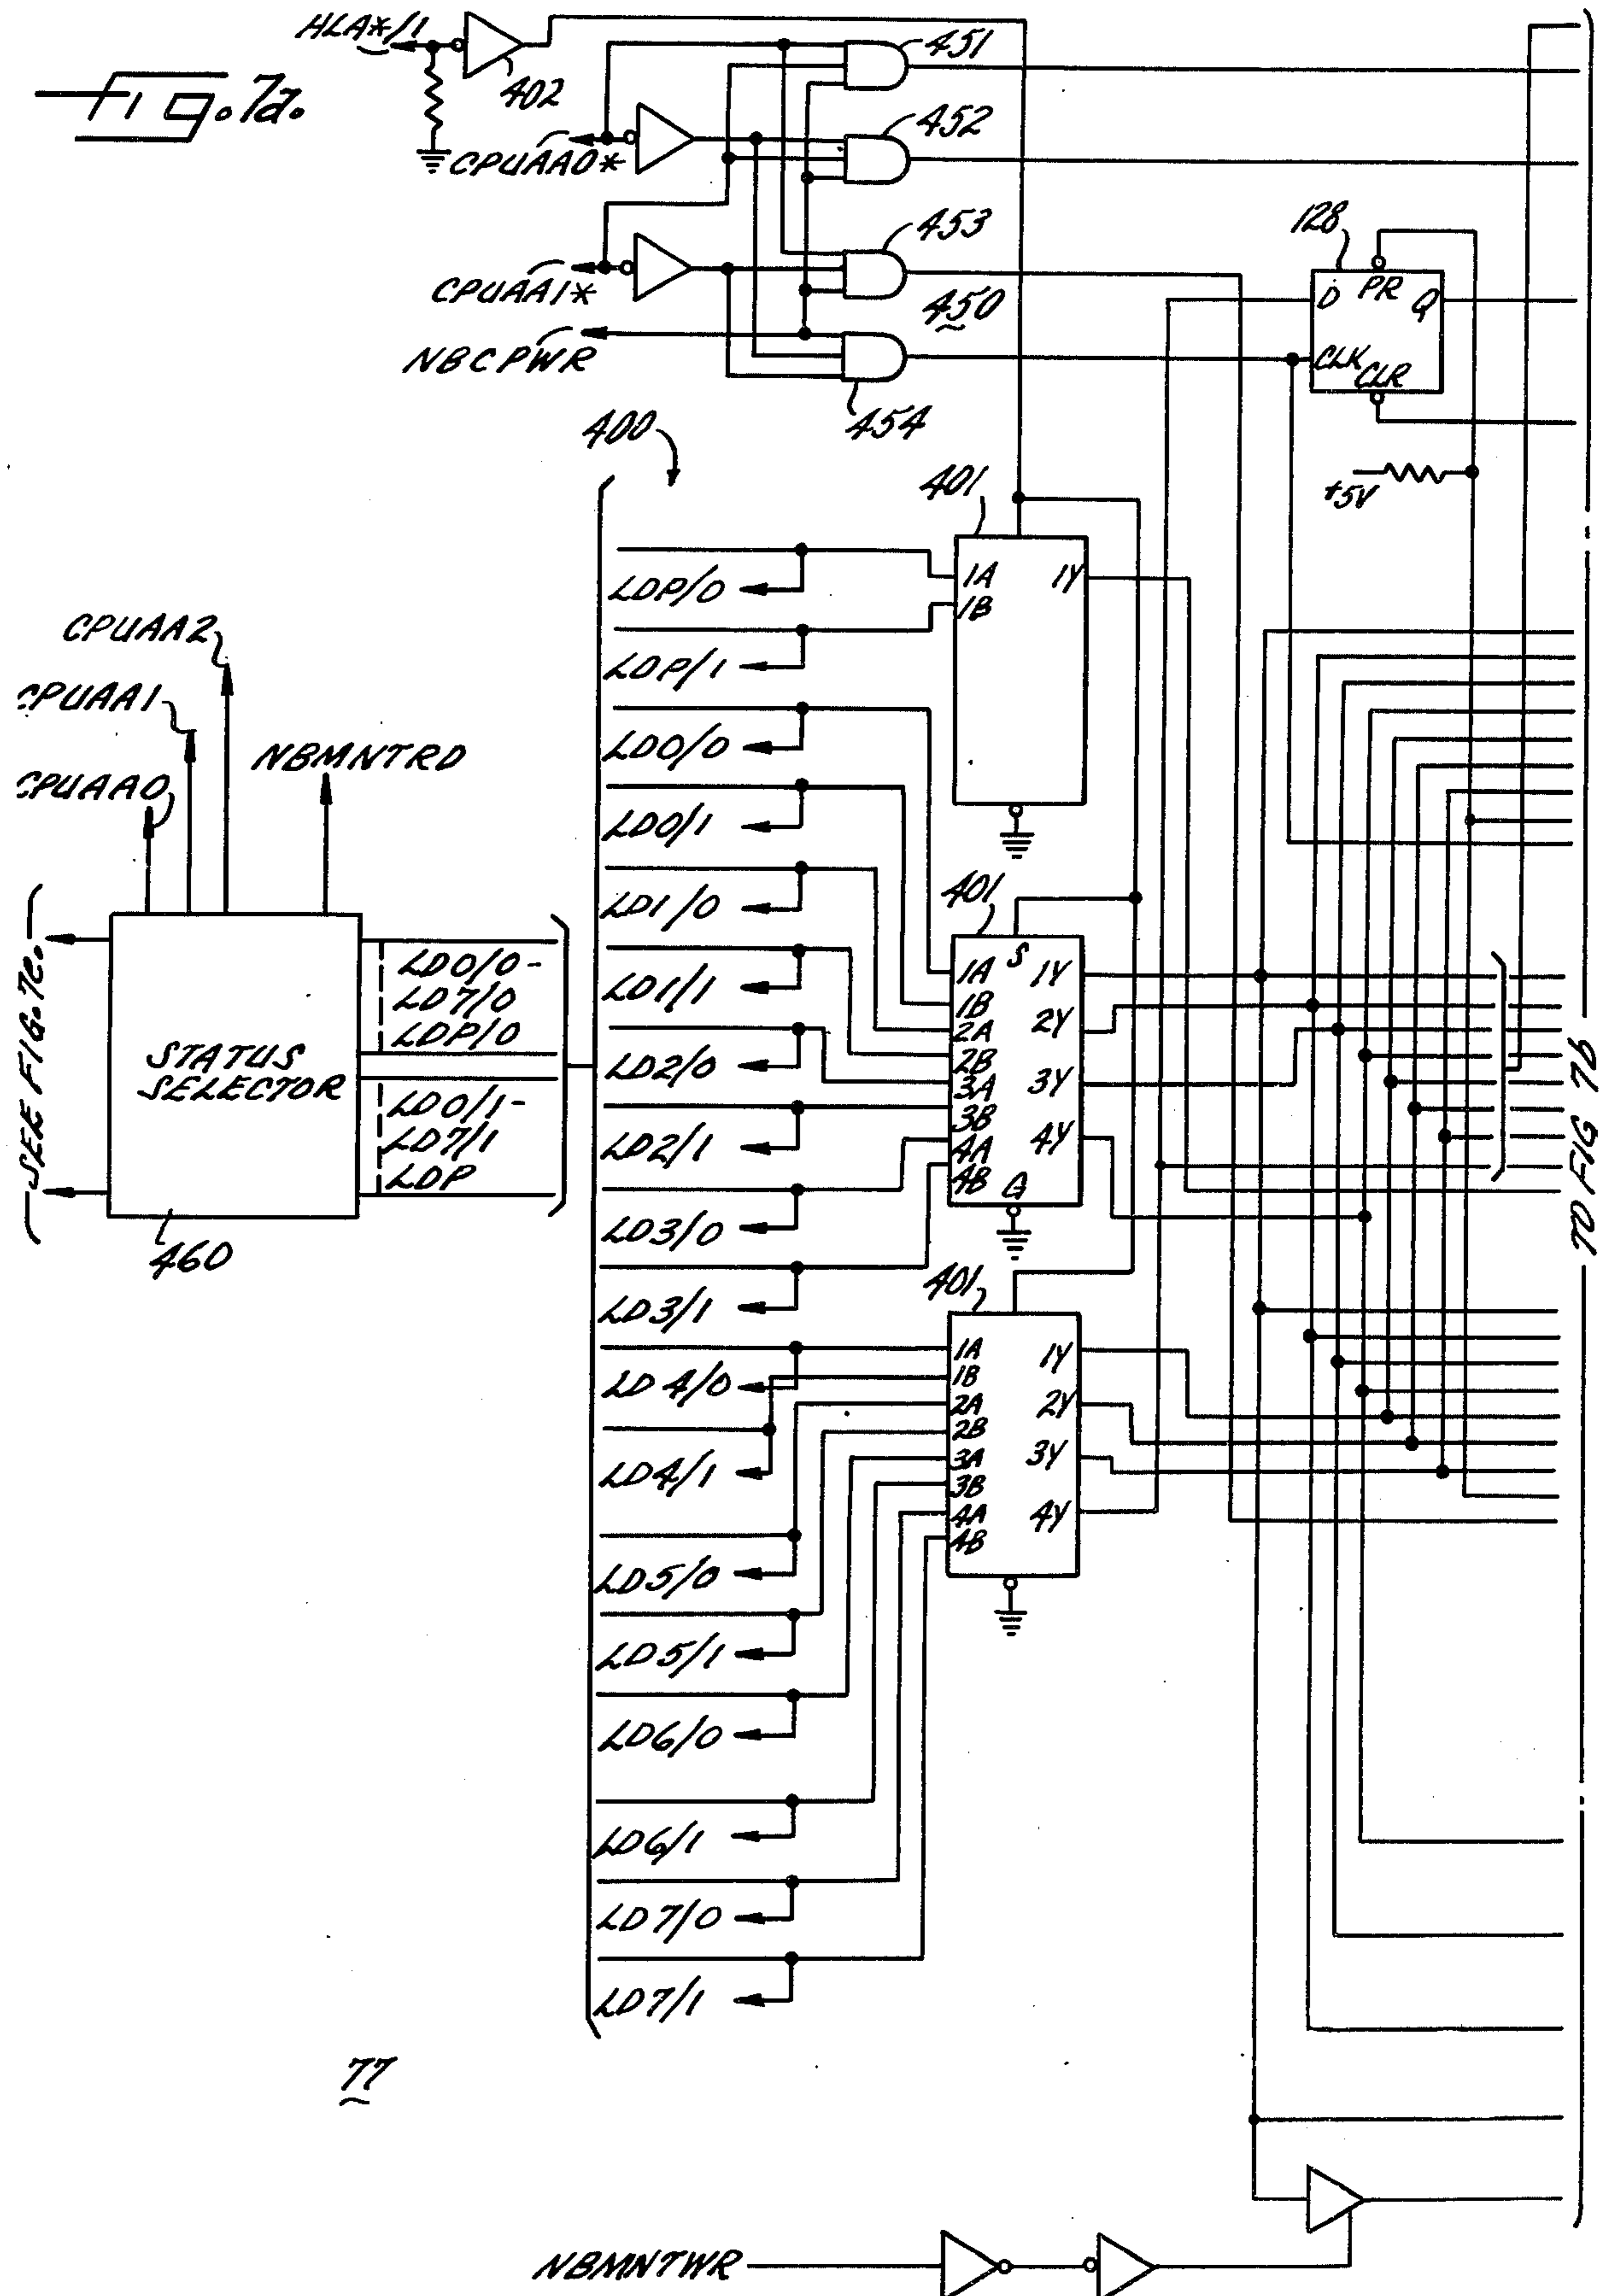 HLA*/1
Fig. 7a.
402
451
CPUAA0*
452
CPUAA1*
453
450
NBCPWR
454
128
D PR Q
CLK
CLR
+5V
400
401
LDP/0
1A 1Y
1B
LDP/1
LD0/0
LD0/1
LD1/0
LD1/1
LD2/0
LD2/1
LD3/0
LD3/1
LD4/0
LD4/1
LD5/0
LD5/1
LD6/0
LD6/1
LD7/0
LD7/1
401
S
1A 1Y
1B
2A 2Y
2B
3A 3Y
3B
4A 4Y
4B G
401
1A 1Y
1B
2A 2Y
2B
3A 3Y
3B
4A 4Y
4B
CPUAA2
CPUAA1
CPUAA0
NBMNTRD
SEE FIG. 7c.
STATUS
SELECTOR
LD0/0-
LD7/0
LDP/0
LD0/1-
LD7/1
LDP
460
TO FIG 7b
77
NBMNTWR